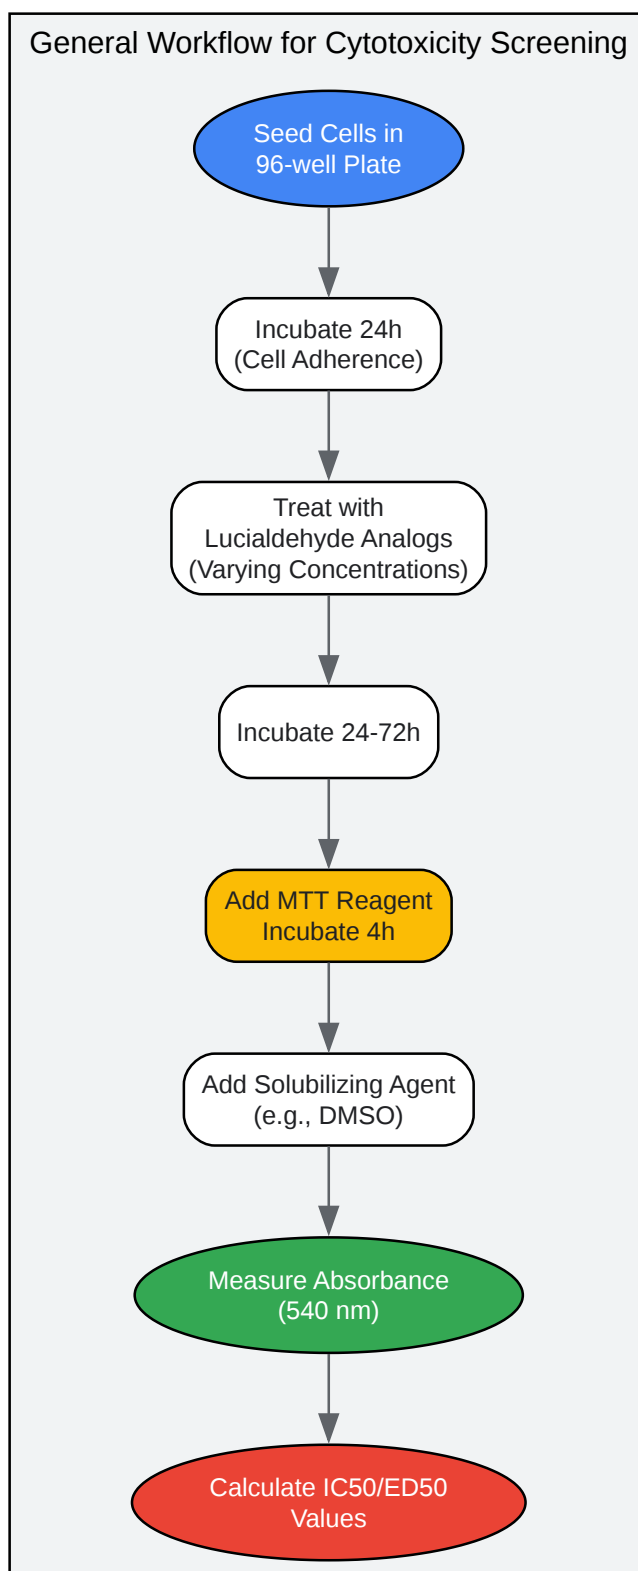 General Workflow for Cytotoxicity Screening
Seed Cells in
96-well Plate
Incubate 24h
(Cell Adherence)
Treat with
Lucialdehyde Analogs
(Varying Concentrations)
Incubate 24-72h
Add MTT Reagent
Incubate 4h
Add Solubilizing Agent
(e.g., DMSO)
Measure Absorbance
(540 nm)
Calculate IC50/ED50
Values